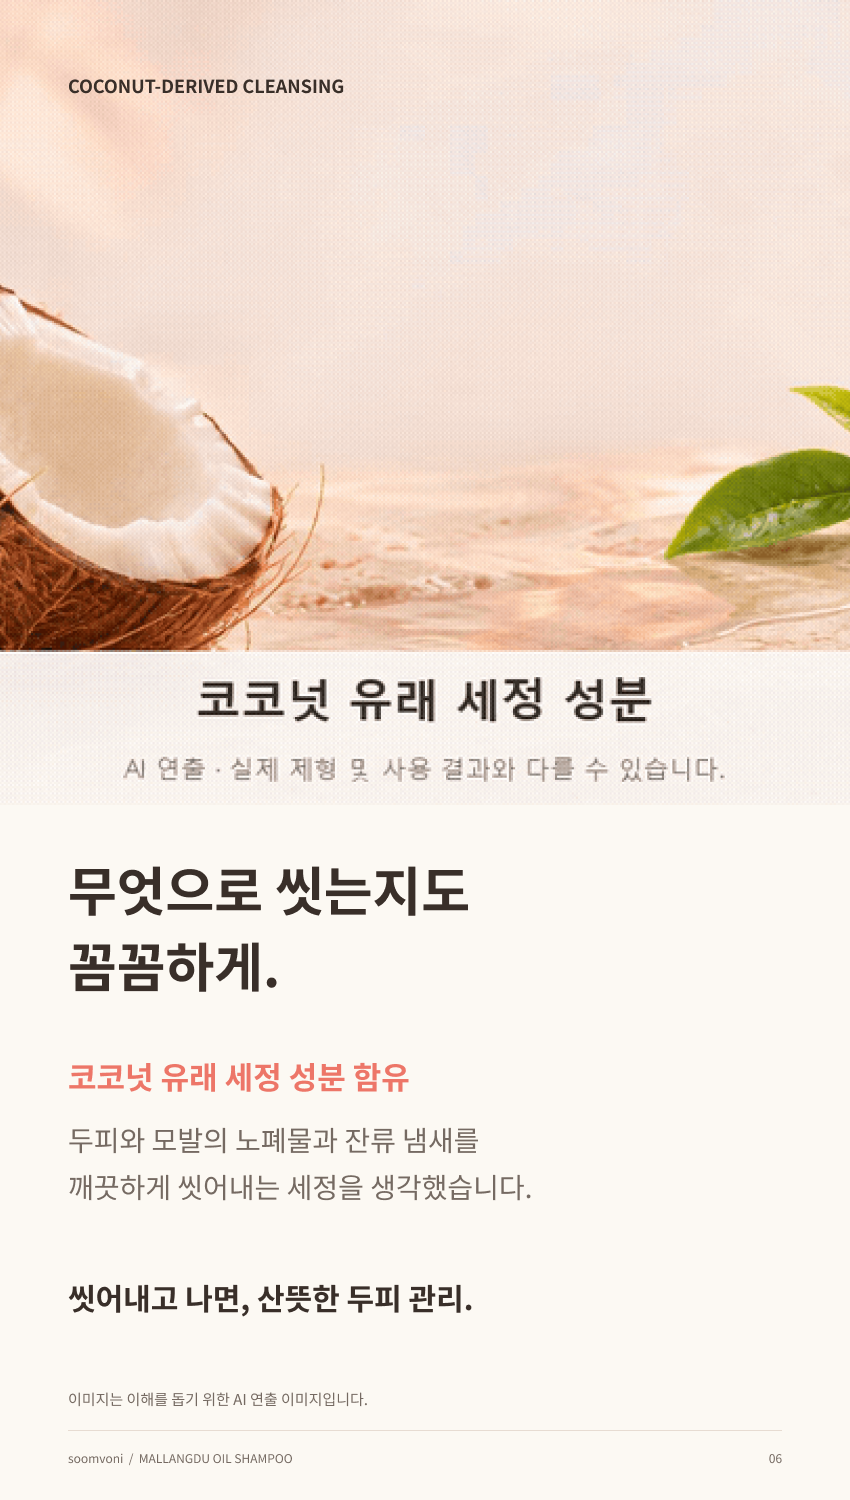 COCONUT-DERIVED CLEANSING
코코넛 유래 세정 성분
AI 연출 · 실제 제형 및 사용 결과와 다를 수 있습니다.
무엇으로 씻는지도
꼼꼼하게.
코코넛 유래 세정 성분 함유
두피와 모발의 노폐물과 잔류 냄새를
깨끗하게 씻어내는 세정을 생각했습니다.
씻어내고 나면, 산뜻한 두피 관리.
이미지는 이해를 돕기 위한 AI 연출 이미지입니다.
soomvoni / MALLANGDU OIL SHAMPOO
06